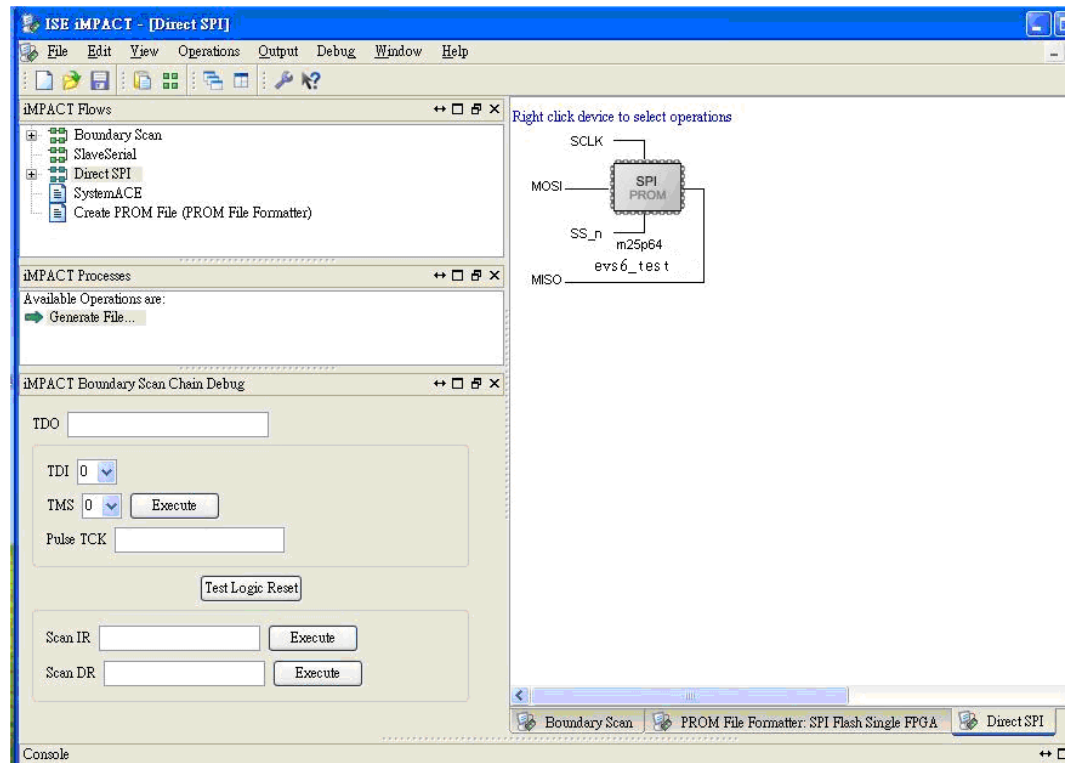 ISE iMPACT - [Direct SPI]
File Edit View Operations Output Debug Window Help
iMPACT Flows
Boundary Scan
SlaveSerial
Direct SPI
SystemACE
Create PROM File (PROM File Formatter)
iMPACT Processes
Available Operations are:
Generate File...
iMPACT Boundary Scan Chain Debug
TDO
TDI 0
TMS 0 Execute
Pulse TCK
Test Logic Reset
Scan IR Execute
Scan DR Execute
Right click device to select operations
SCLK
MOSI
SPI
PROM
SS_n
m25p64
evs6_test
MISO
Boundary Scan PROM File Formatter: SPI Flash Single FPGA Direct SPI
Console